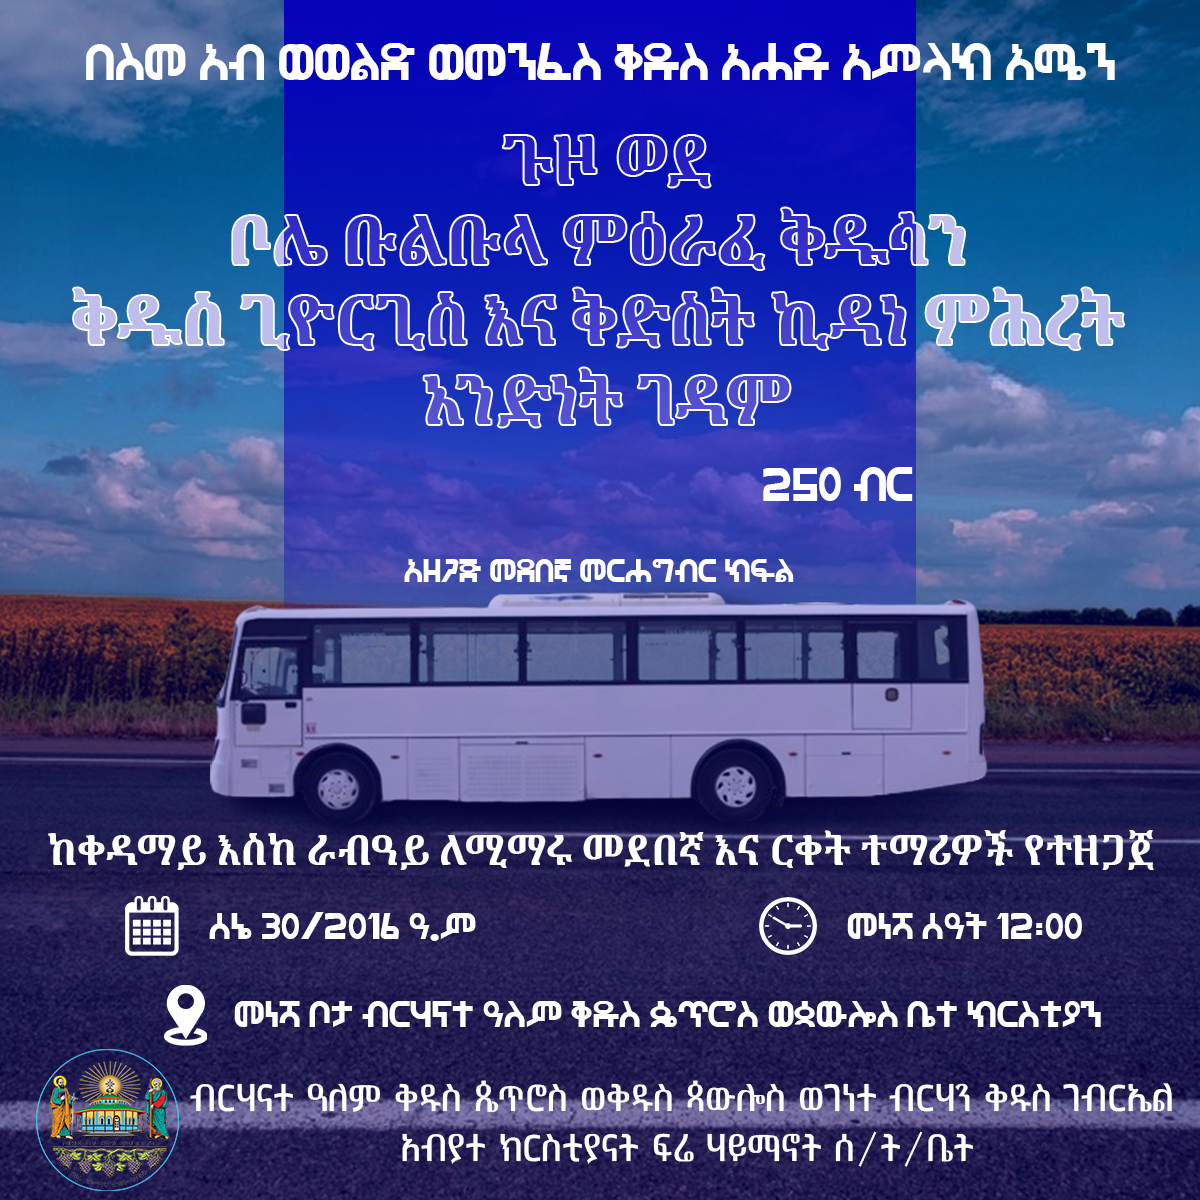 በስመ አብ ወወልድ ወመንፈስ ቅዱስ አሐዱ አምላክ አሜን
ጉዞ ወደ
ቦሌ ቡልቡላ ምዕራፈ ቅዱሳን
ቅዱስ ጊዮርጊስ እና ቅድስት ኪዳነ ምሕረት
አንድነት ገዳም
250 ብር
አዘጋጅ መደበኛ መርሐግብር ክፍል
ከቀዳማይ እስከ ራብዓይ ለሚማሩ መደበኛ እና ርቀት ተማሪዎች የተዘጋጀ
ሰኔ 30/2016 ዓ.ም
መነሻ ሰዓት 12:00
መነሻ ቦታ ብርሃናተ ዓለም ቅዱስ ጴጥሮስ ወጳውሎስ ቤተ ክርስቲያን
ብርሃናተ ዓለም ቅዱስ ጴጥሮስ ወቅዱስ ጳውሎስ ወገነተ ብርሃን ቅዱስ ገብርኤል
አብያተ ክርስቲያናት ፍሬ ሃይማኖት ሰ/ት/ቤት